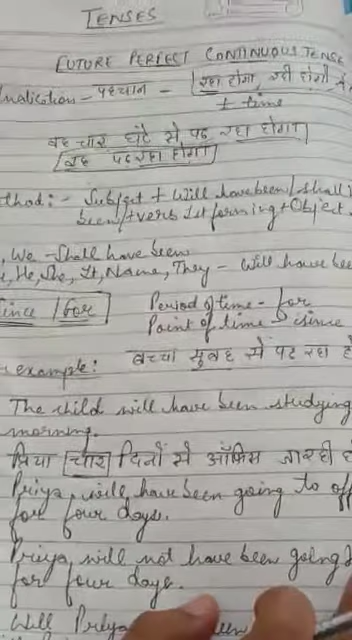 TENSES
FUTURE PERFECT CONTINUOUS TENSE
Indication - पहचान - रहा होगा, रही होगी,
+ time
वह चार घंटे से पढ़ रहा होगा
वह पढ़ रहा होगा
:- Subject + Will have been/shall
been/+verb 1st form ing+Object
, We - Shall have been
, He, She, It, Name, They - Will have
Since / for Period of time - for
Point of time - since
example: बच्चा सुबह से पढ़ रहा
The child will have been studying
morning.
प्रिया चार दिनों से ऑफिस जा रही
Priya, will have been going to
for four days.
Priya, will not have been going
for four days.
Will Priya